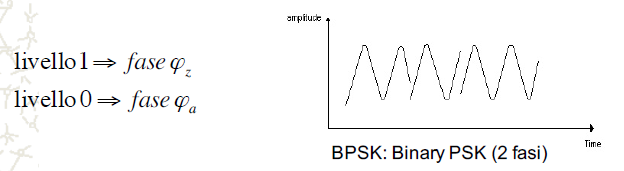 livello 1 ⇒ fase φz
livello 0 ⇒ fase φa
amplitude
Time
BPSK: Binary PSK (2 fasi)